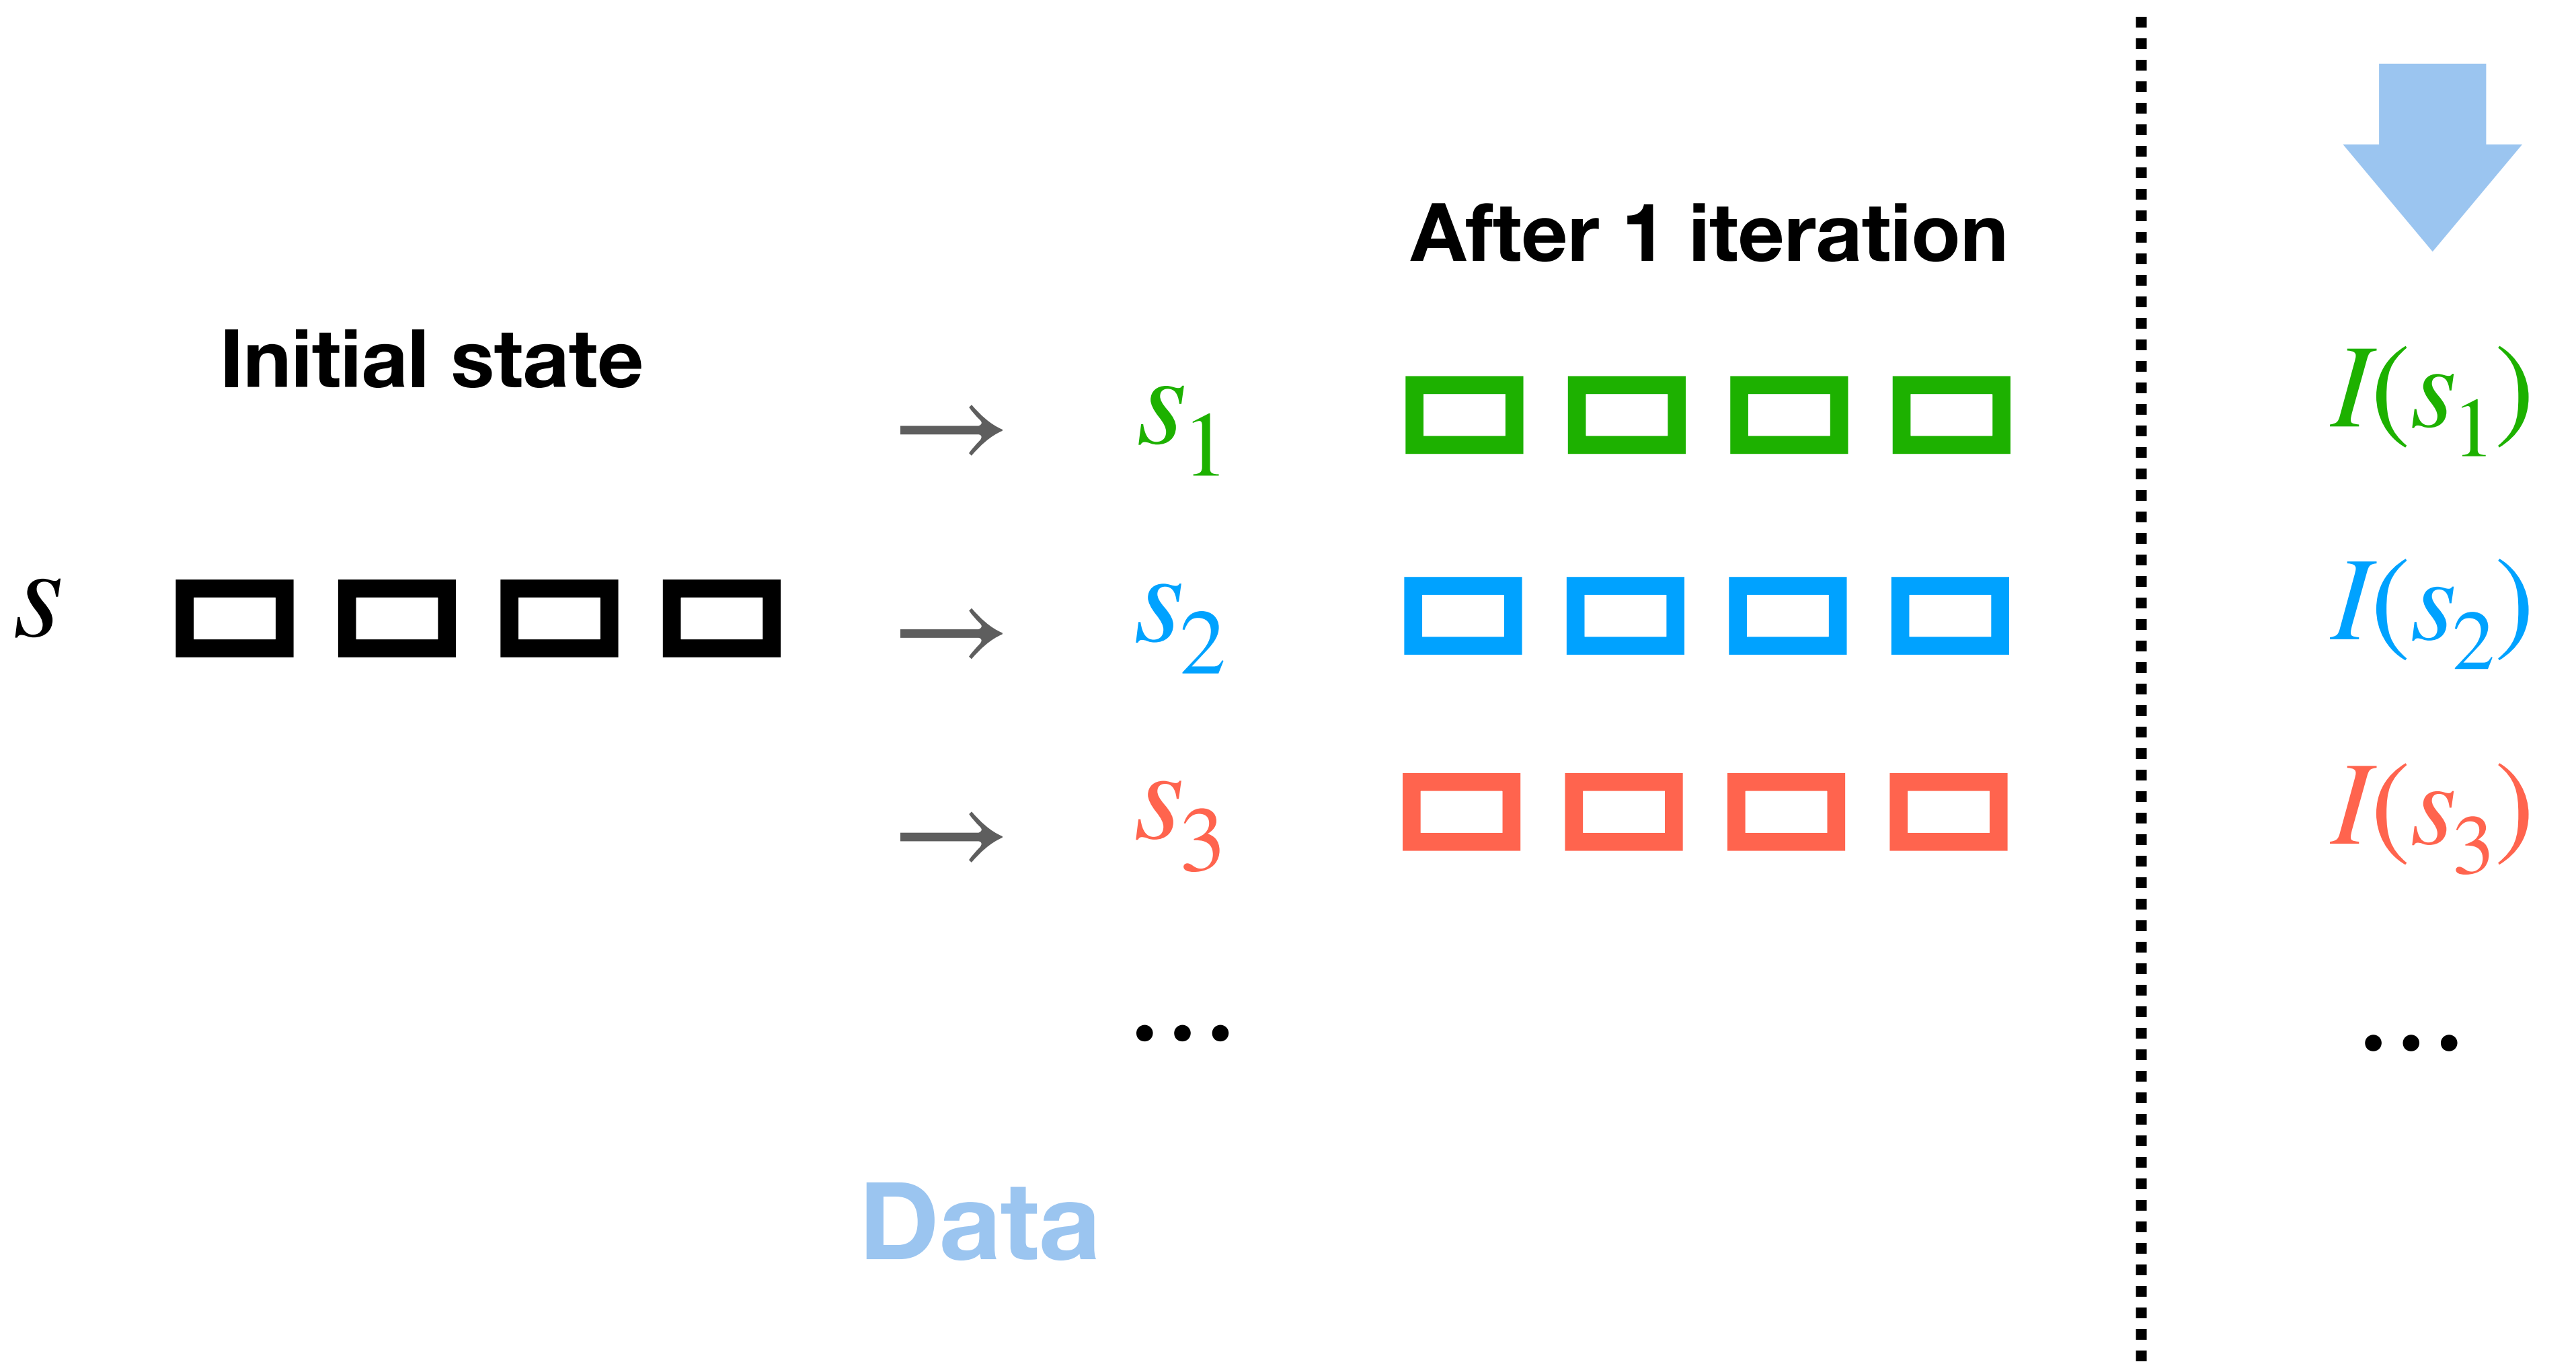 Initial state
After 1 iteration
→ s₁ I(s₁)
s → s₂ I(s₂)
→ s₃ I(s₃)
... ...
Data